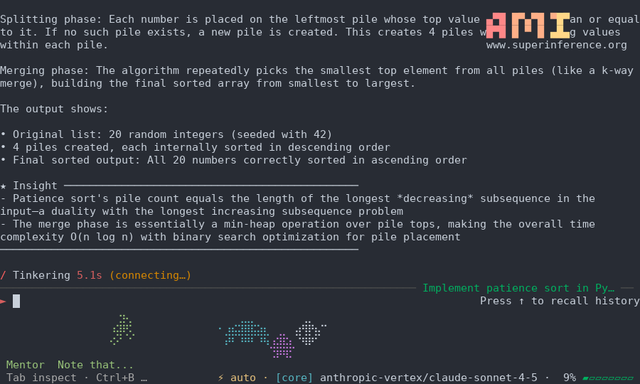 Splitting phase: Each number is placed on the leftmost pile whose top value an or equal
to it. If no such pile exists, a new pile is created. This creates 4 piles g values
within each pile.
AMI
www.superinference.org
Merging phase: The algorithm repeatedly picks the smallest top element from all piles (like a k-way
merge), building the final sorted array from smallest to largest.
The output shows:
• Original list: 20 random integers (seeded with 42)
• 4 piles created, each internally sorted in descending order
• Final sorted output: All 20 numbers correctly sorted in ascending order
★ Insight
- Patience sort's pile count equals the length of the longest *decreasing* subsequence in the
input—a duality with the longest increasing subsequence problem
- The merge phase is essentially a min-heap operation over pile tops, making the overall time
complexity O(n log n) with binary search optimization for pile placement
/ Tinkering 5.1s (connecting…)
Implement patience sort in Py…
Press ↑ to recall history
Mentor Note that...
Tab inspect · Ctrl+B …
⚡ auto · [core] anthropic-vertex/claude-sonnet-4-5 · 9%